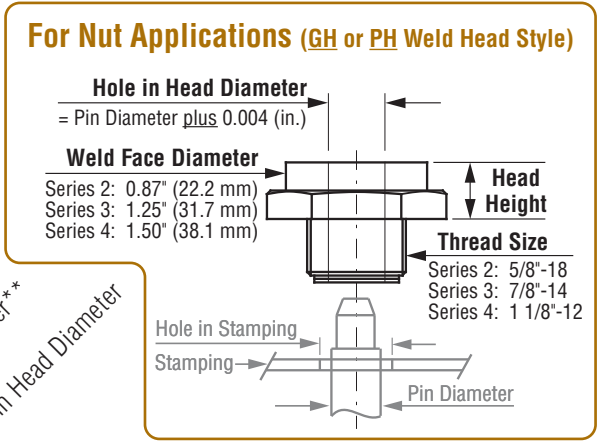 For Nut Applications (GH or PH Weld Head Style)
Hole in Head Diameter
= Pin Diameter plus 0.004 (in.)
Weld Face Diameter
Series 2: 0.87" (22.2 mm)
Series 3: 1.25" (31.7 mm)
Series 4: 1.50" (38.1 mm)
Head
Height
Thread Size
Series 2: 5/8"-18
Series 3: 7/8"-14
Series 4: 1 1/8"-12
Hole in Stamping
Stamping
Pin Diameter
in Head Diameter